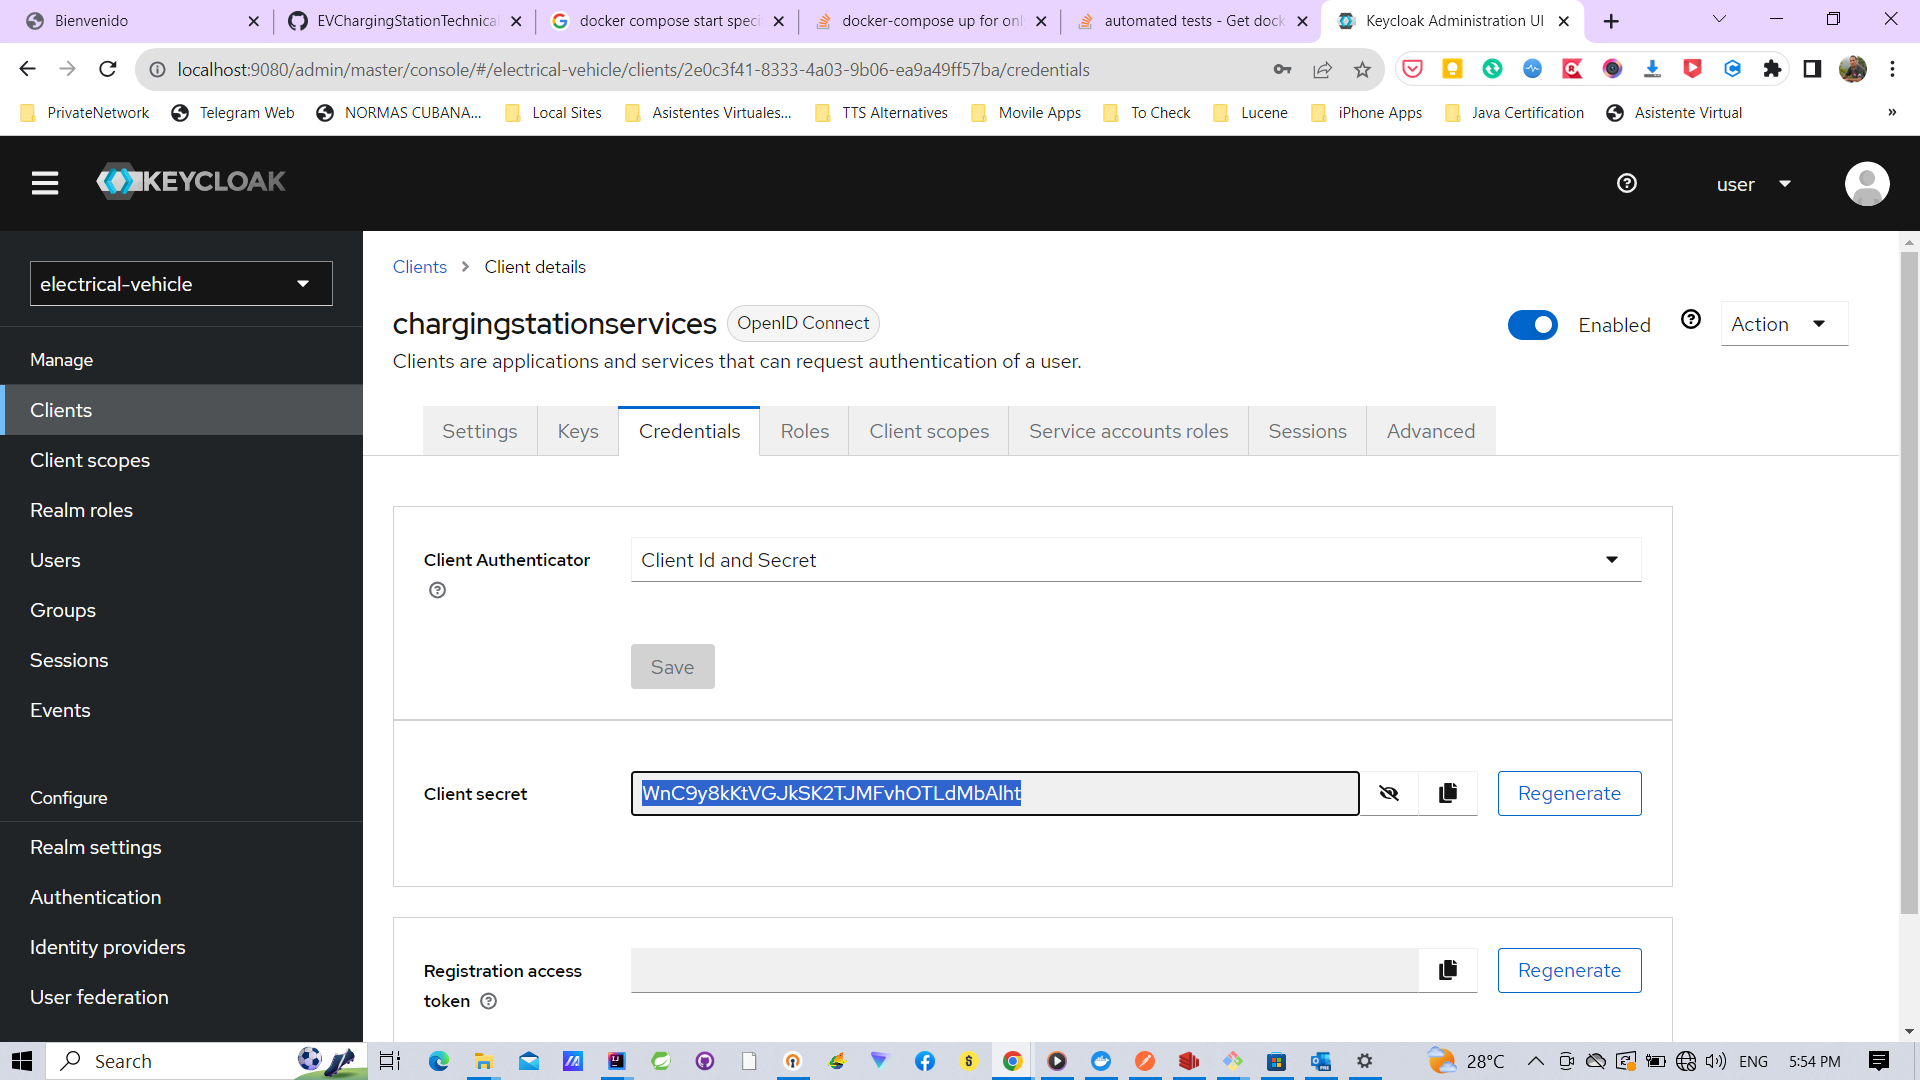 Bienvenido
EVChargingStationTechnical
docker compose start speci
docker-compose up for onl
automated tests - Get dock
Keycloak Administration UI
localhost:9080/admin/master/console/#/electrical-vehicle/clients/2e0c3f41-8333-4a03-9b06-ea9a49ff57ba/credentials
PrivateNetwork
Telegram Web
NORMAS CUBANA...
Local Sites
Asistentes Virtuales...
TTS Alternatives
Movile Apps
To Check
Lucene
iPhone Apps
Java Certification
Asistente Virtual
»
KEYCLOAK
user
electrical-vehicle
Manage
Clients
Client scopes
Realm roles
Users
Groups
Sessions
Events
Configure
Realm settings
Authentication
Identity providers
User federation
Clients > Client details
chargingstationservices
OpenID Connect
Enabled
Action
Clients are applications and services that can request authentication of a user.
Settings
Keys
Credentials
Roles
Client scopes
Service accounts roles
Sessions
Advanced
Client Authenticator
Client Id and Secret
Save
Client secret
WnC9y8kKtVGJkSK2TJMFvhOTLdMbAlht
Regenerate
Registration access
token
Regenerate
Search
28°C
ENG
5:54 PM